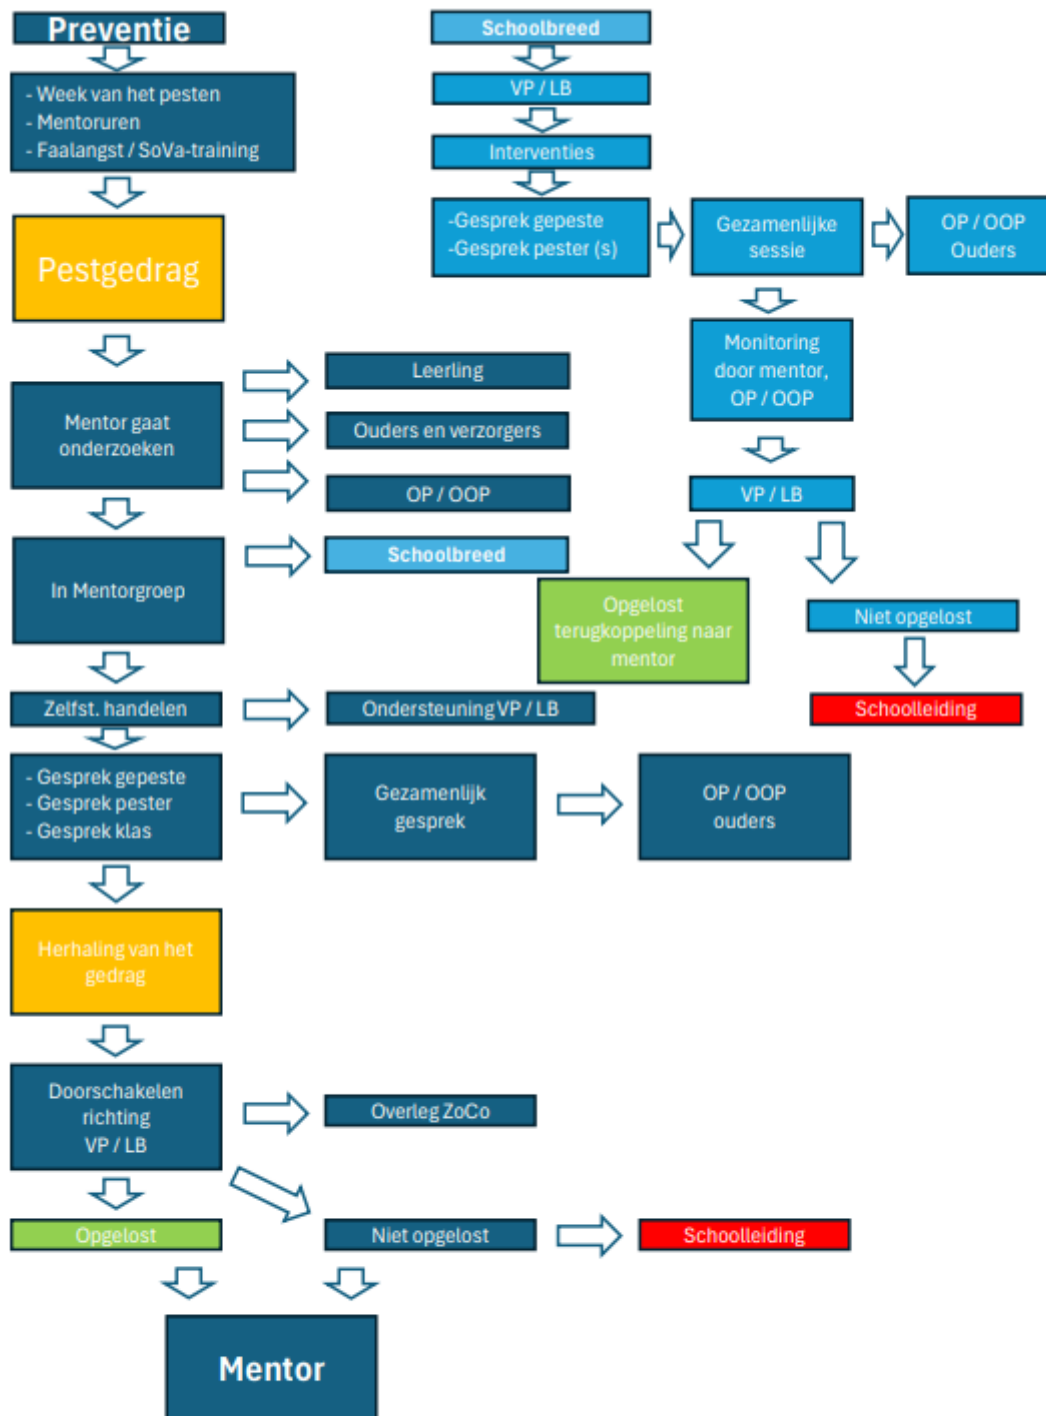 Preventie
- Week van het pesten
- Mentoruren
- Faalangst / SoVa-training
Pestgedrag
Mentor gaat
onderzoeken
Leerling
Ouders en verzorgers
OP / OOP
In Mentorgroep
Schoolbreed
Zelfst. handelen
Ondersteuning VP / LB
- Gesprek gepeste
- Gesprek pester
- Gesprek klas
Gezamenlijk
gesprek
OP / OOP
ouders
Herhaling van het
gedrag
Doorschakelen
richting
VP / LB
Overleg ZoCo
Opgelost
Niet opgelost
Schoolleiding
Mentor
Schoolbreed
VP / LB
Interventies
-Gesprek gepeste
-Gesprek pester (s)
Gezamenlijke
sessie
OP / OOP
Ouders
Monitoring
door mentor,
OP / OOP
VP / LB
Opgelost
terugkoppeling naar
mentor
Niet opgelost
Schoolleiding